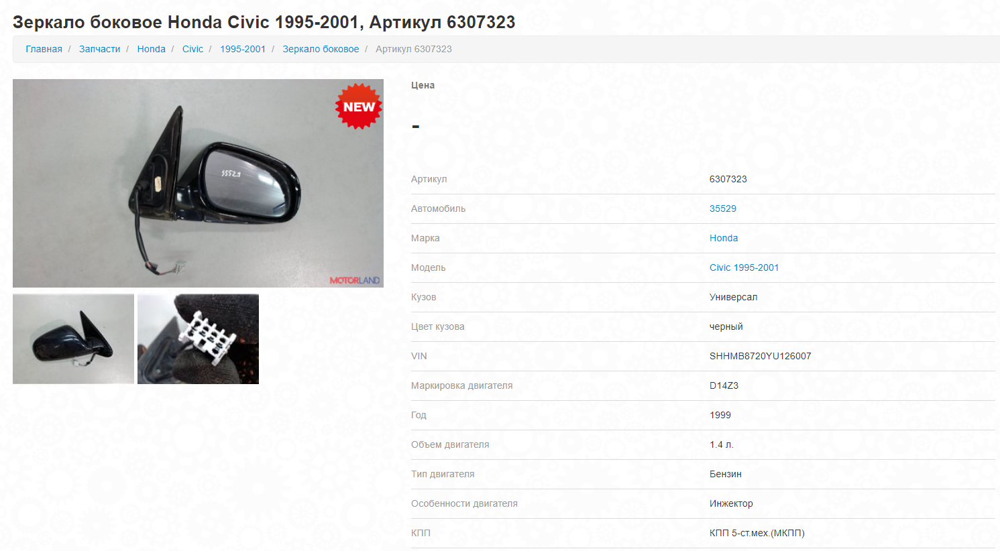 Зеркало боковое Honda Civic 1995-2001, Артикул 6307323
Главная / Запчасти / Honda / Civic / 1995-2001 / Зеркало боковое / Артикул 6307323
NEW
35529
MOTORLAND
Цена
-
Артикул 6307323
Автомобиль 35529
Марка Honda
Модель Civic 1995-2001
Кузов Универсал
Цвет кузова черный
VIN SHHMB8720YU126007
Маркировка двигателя D14Z3
Год 1999
Объем двигателя 1.4 л.
Тип двигателя Бензин
Особенности двигателя Инжектор
КПП КПП 5-ст.мех.(МКПП)